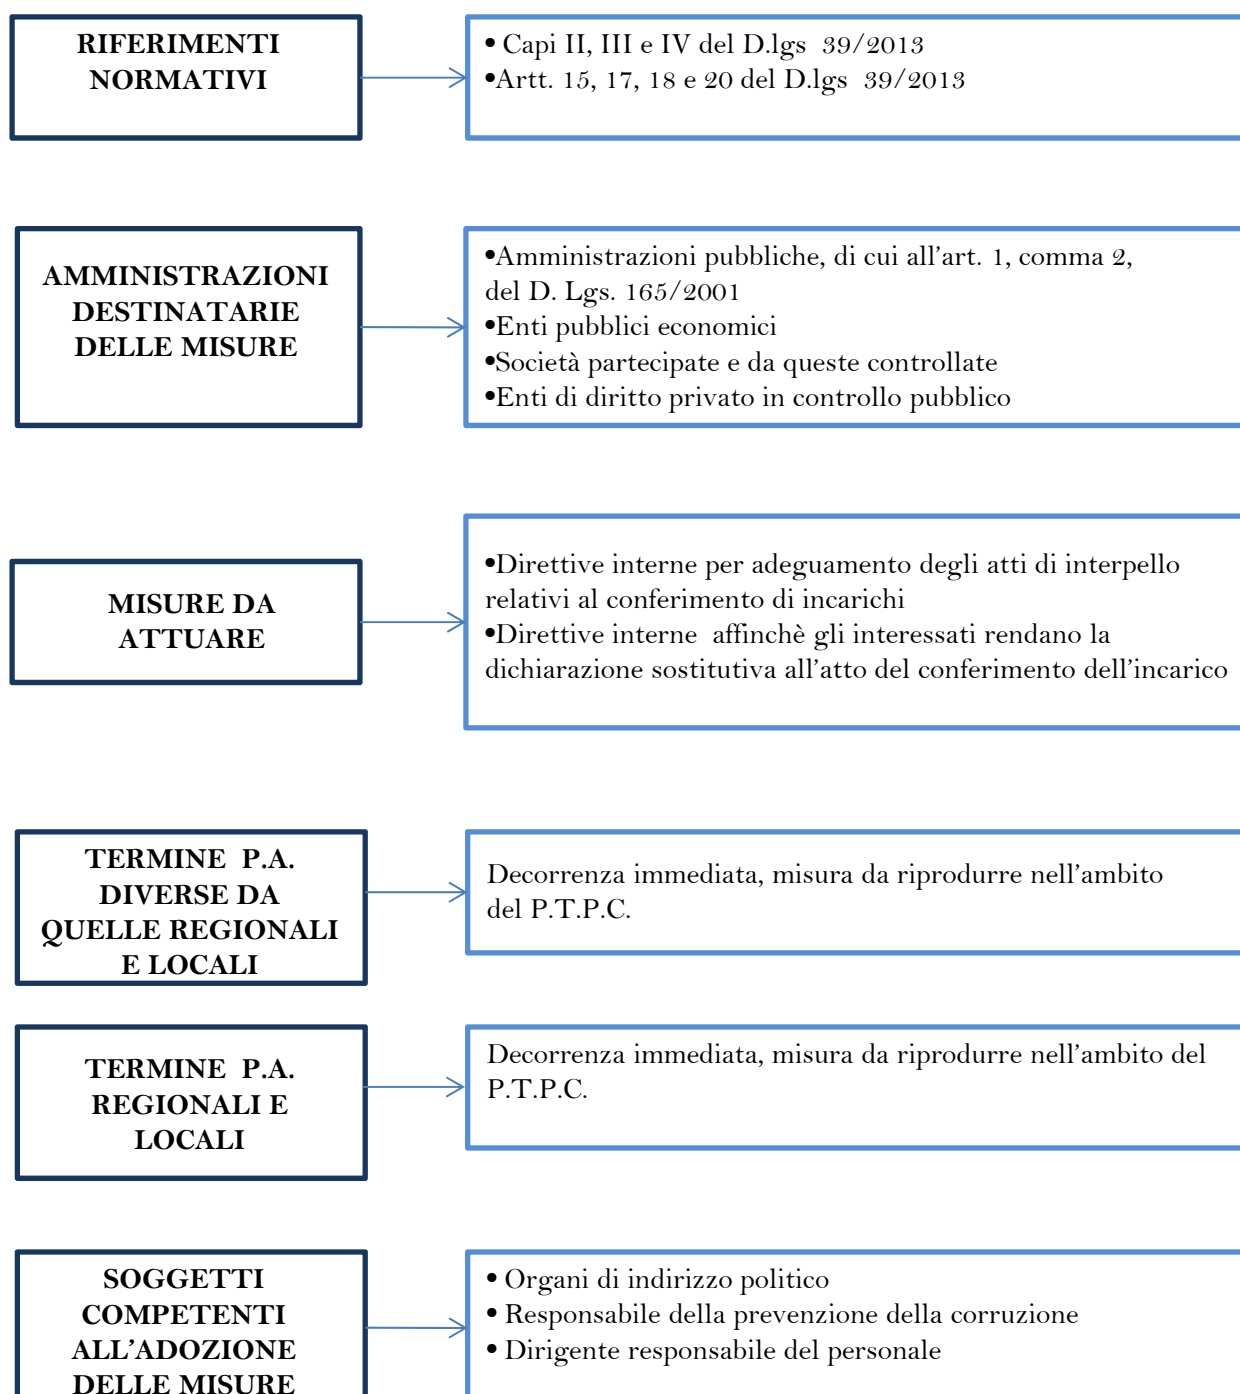 RIFERIMENTI
NORMATIVI
• Capi II, III e IV del D.lgs 39/2013
•Artt. 15, 17, 18 e 20 del D.lgs 39/2013
AMMINISTRAZIONI
DESTINATARIE
DELLE MISURE
•Amministrazioni pubbliche, di cui all’art. 1, comma 2,
del D. Lgs. 165/2001
•Enti pubblici economici
•Società partecipate e da queste controllate
•Enti di diritto privato in controllo pubblico
MISURE DA
ATTUARE
•Direttive interne per adeguamento degli atti di interpello
relativi al conferimento di incarichi
•Direttive interne affinchè gli interessati rendano la
dichiarazione sostitutiva all’atto del conferimento dell’incarico
TERMINE P.A.
DIVERSE DA
QUELLE REGIONALI
E LOCALI
Decorrenza immediata, misura da riprodurre nell’ambito
del P.T.P.C.
TERMINE P.A.
REGIONALI E
LOCALI
Decorrenza immediata, misura da riprodurre nell’ambito del
P.T.P.C.
SOGGETTI
COMPETENTI
ALL’ADOZIONE
DELLE MISURE
• Organi di indirizzo politico
• Responsabile della prevenzione della corruzione
• Dirigente responsabile del personale